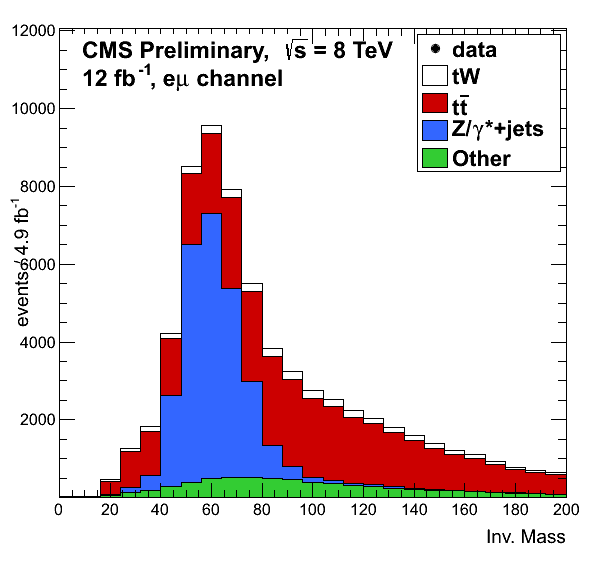 CMS Preliminary, √s = 8 TeV
12 fb⁻¹, eμ channel
data
tW
tt̄
Z/γ*+jets
Other
events / 4.9 fb⁻¹
12000
10000
8000
6000
4000
2000
0 20 40 60 80 100 120 140 160 180 200
Inv. Mass